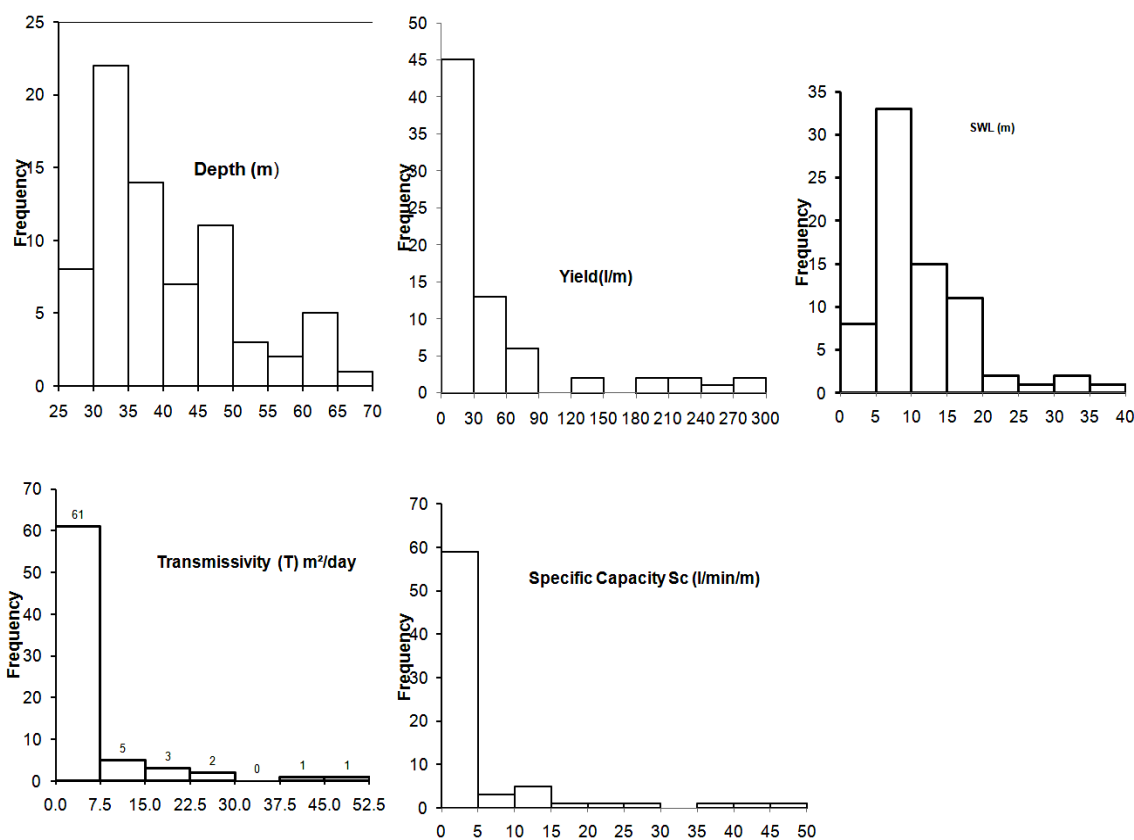 25
20
15
10
5
0
Frequency
Depth (m)
25 30 35 40 45 50 55 60 65 70
50
45
40
35
30
25
20
15
10
5
0
Frequency
Yield(l/m)
0 30 60 90 120 150 180 210 240 270 300
35
30
25
20
15
10
5
0
Frequency
SWL (m)
0 5 10 15 20 25 30 35 40
70
60
50
40
30
20
10
0
Frequency
Transmissivity (T) m²/day
61
5 3 2 0 1 1
0.0 7.5 15.0 22.5 30.0 37.5 45.0 52.5
70
60
50
40
30
20
10
0
Frequency
Specific Capacity Sc (l/min/m)
0 5 10 15 20 25 30 35 40 45 50